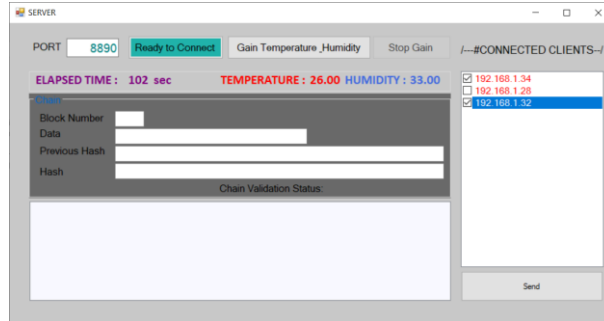 SERVER
PORT 8890 Ready to Connect Gain Temperature _Humidity Stop Gain /---#CONNECTED CLIENTS--/
ELAPSED TIME : 102 sec TEMPERATURE : 26.00 HUMIDITY : 33.00
192.168.1.34
192.168.1.28
192.168.1.32
Chain
Block Number
Data
Previous Hash
Hash
Chain Validation Status:
Send